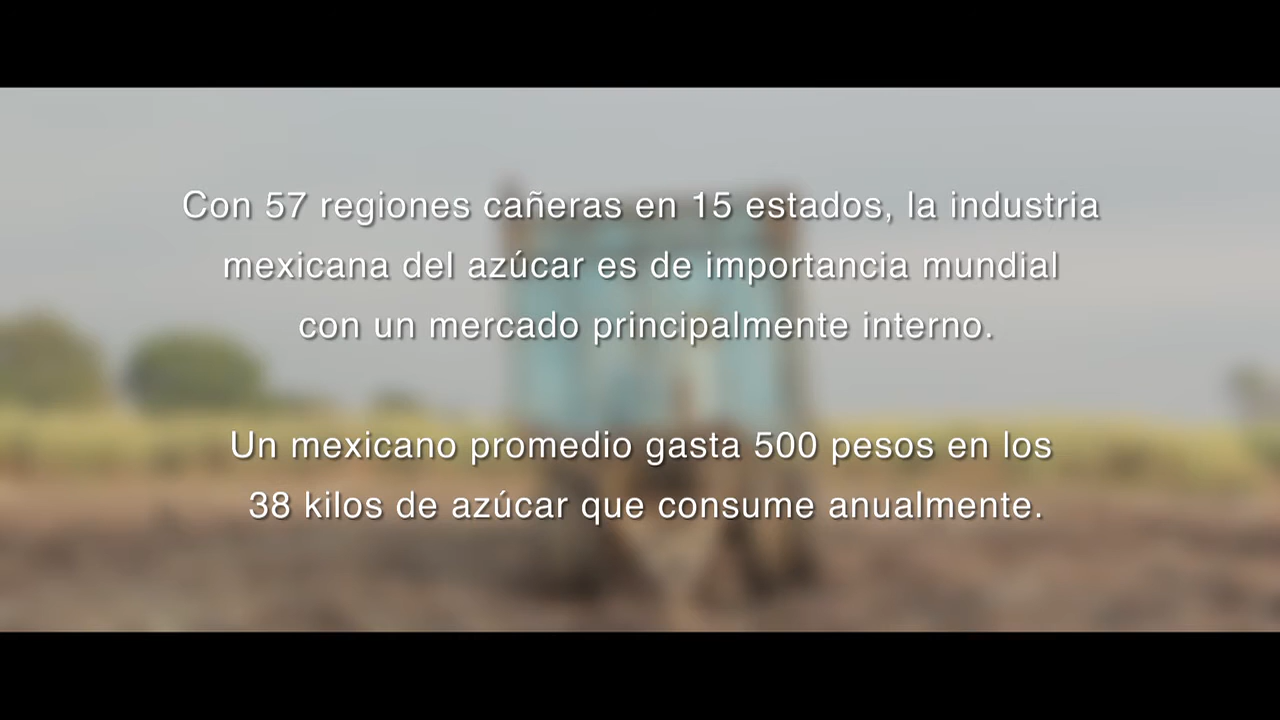 Con 57 regiones cañeras en 15 estados, la industria
mexicana del azúcar es de importancia mundial
con un mercado principalmente interno.
Un mexicano promedio gasta 500 pesos en los
38 kilos de azúcar que consume anualmente.